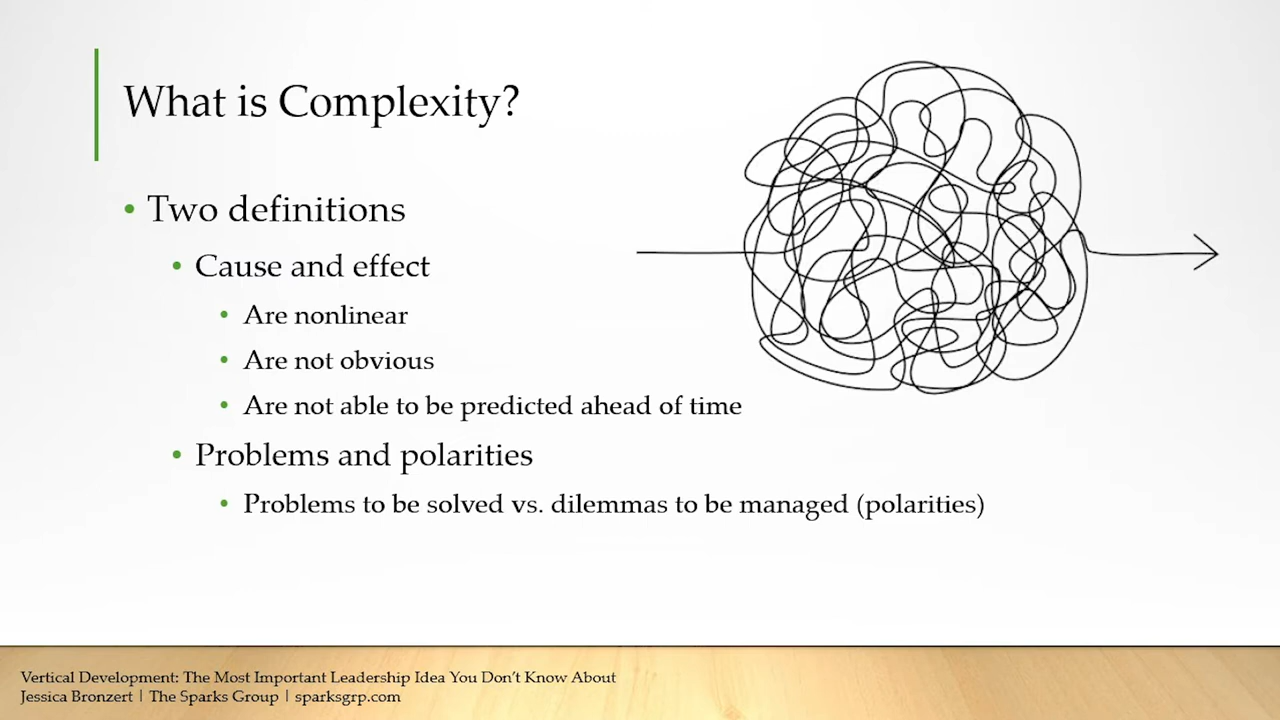 What is Complexity?
• Two definitions
• Cause and effect
• Are nonlinear
• Are not obvious
• Are not able to be predicted ahead of time
• Problems and polarities
• Problems to be solved vs. dilemmas to be managed (polarities)
Vertical Development: The Most Important Leadership Idea You Don’t Know About
Jessica Bronzert | The Sparks Group | sparksgrp.com